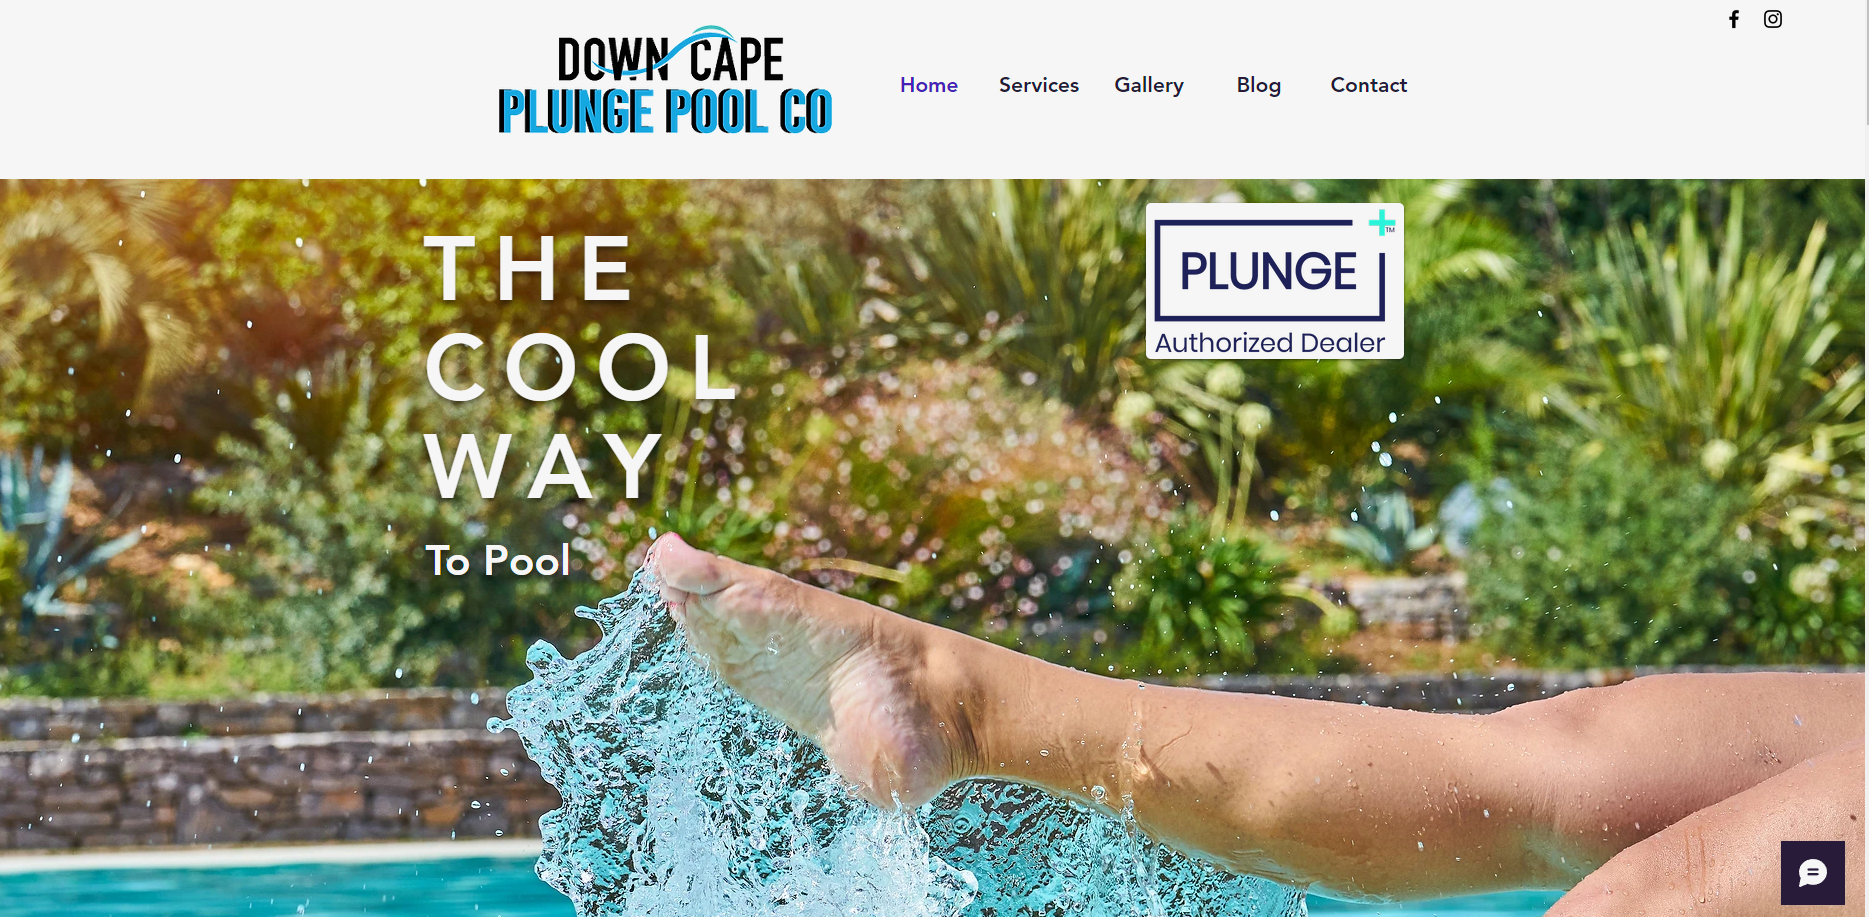 DOWN CAPE
PLUNGE POOL CO
Home Services Gallery Blog Contact
THE
COOL
WAY
To Pool
PLUNGE
TM
Authorized Dealer